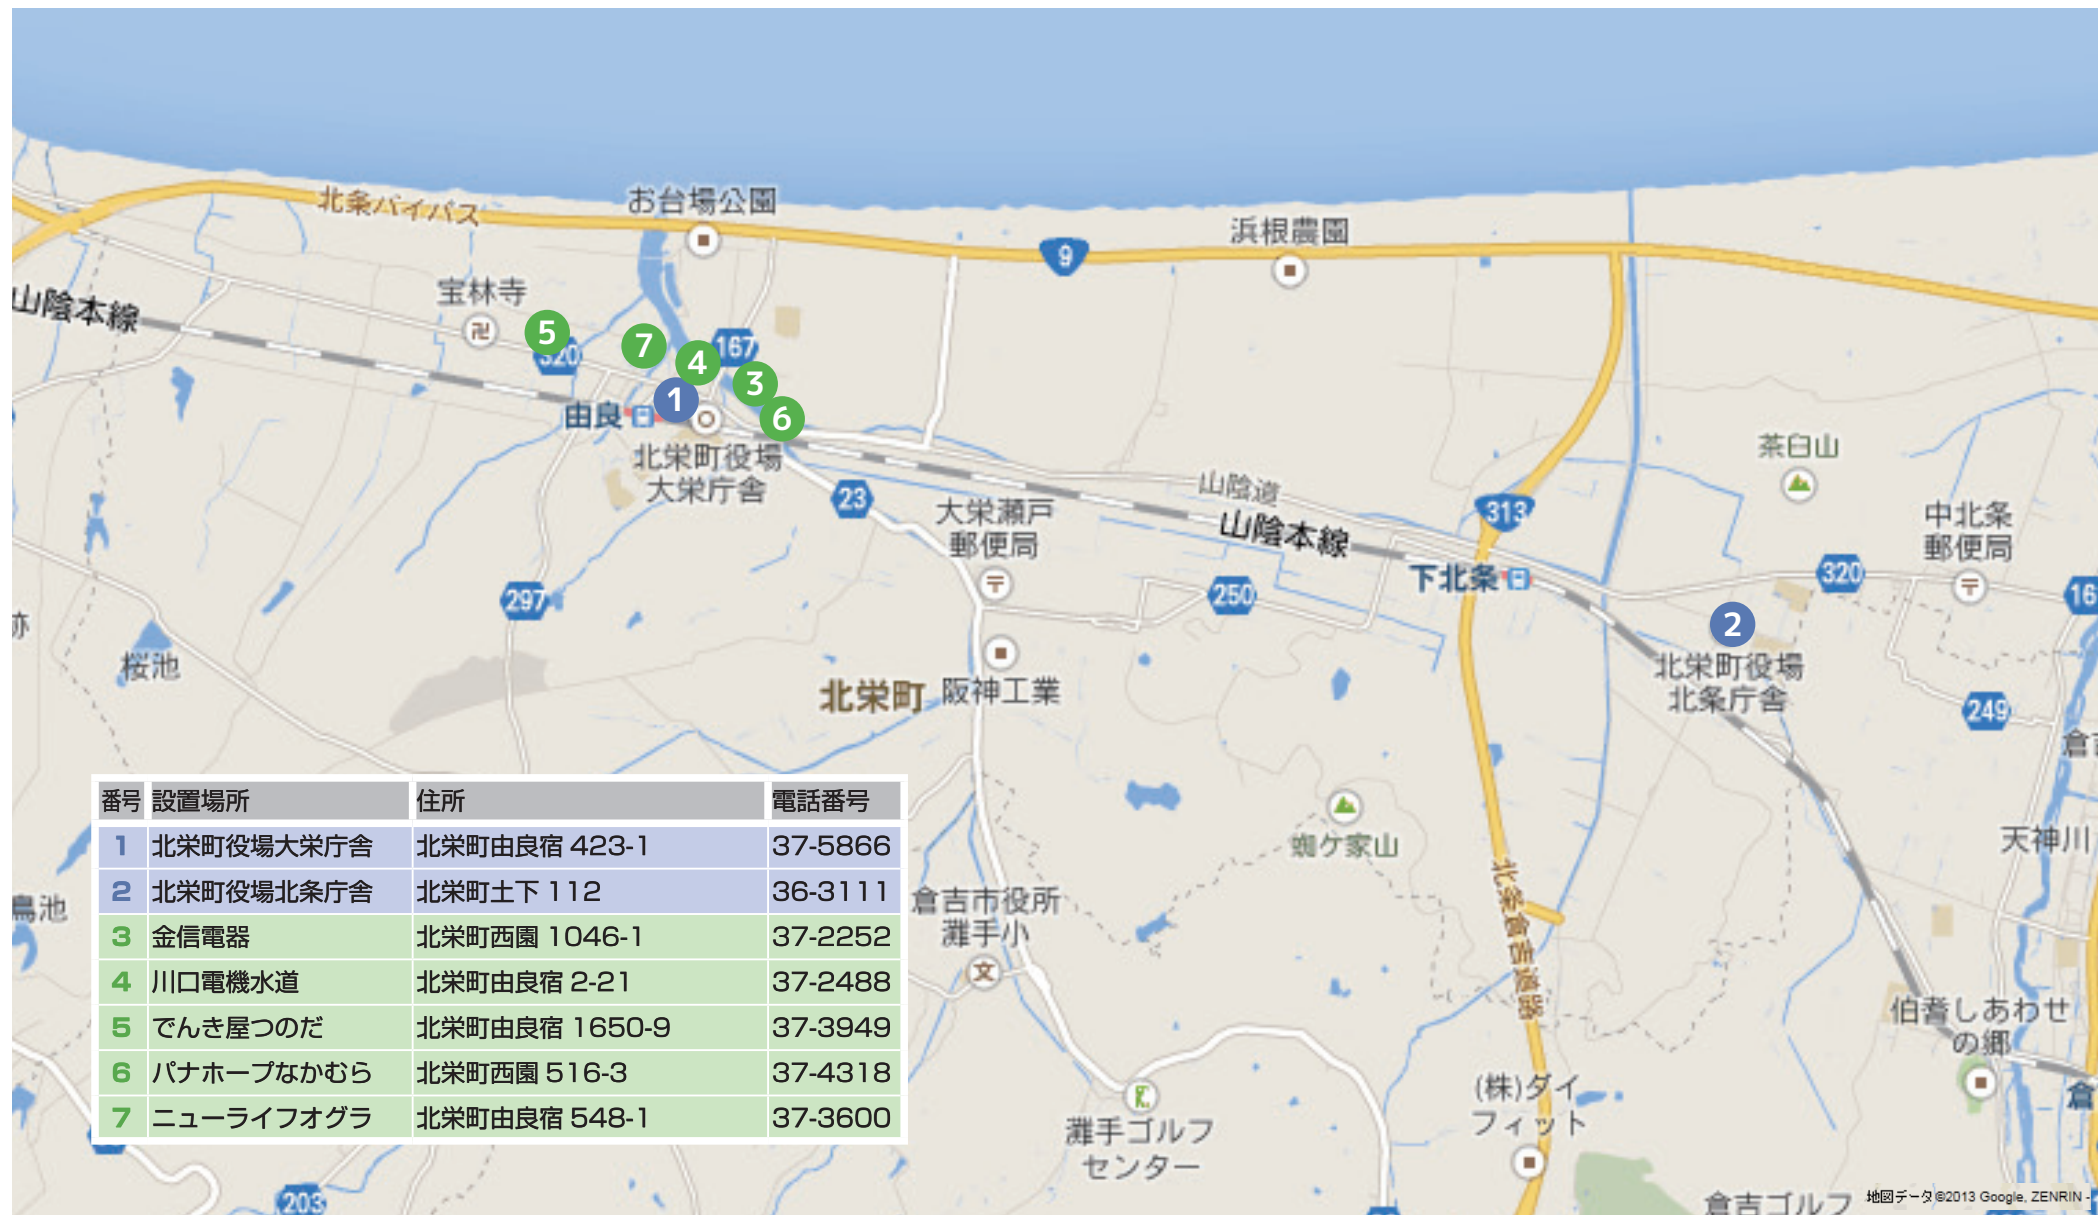 北条バイパス
お台場公園
浜根農園
9
宝林寺
山陰本線
5
320
7
4
167
3
1
6
由良
北栄町役場
大栄庁舎
茶臼山
山陰道
山陰本線
23
大栄瀬戸
郵便局
313
中北条
郵便局
下北条
320
297
250
16
2
跡
桜池
北栄町役場
北条庁舎
北栄町
阪神工業
249
倉吉
番号 設置場所 住所 電話番号
1 北栄町役場大栄庁舎 北栄町由良宿 423-1 37-5866
2 北栄町役場北条庁舎 北栄町土下 112 36-3111
3 金信電器 北栄町西園 1046-1 37-2252
4 川口電機水道 北栄町由良宿 2-21 37-2488
5 でんき屋つのだ 北栄町由良宿 1650-9 37-3949
6 パナホープなかむら 北栄町西園 516-3 37-4318
7 ニューライフオグラ 北栄町由良宿 548-1 37-3600
蜘ケ家山
天神川
北条倉吉道路
鳥池
倉吉市役所
灘手小
伯耆しあわせ
の郷
(株)ダイ
フィット
倉
灘手ゴルフ
センター
203
倉吉ゴルフ
地図データ ©2013 Google, ZENRIN -